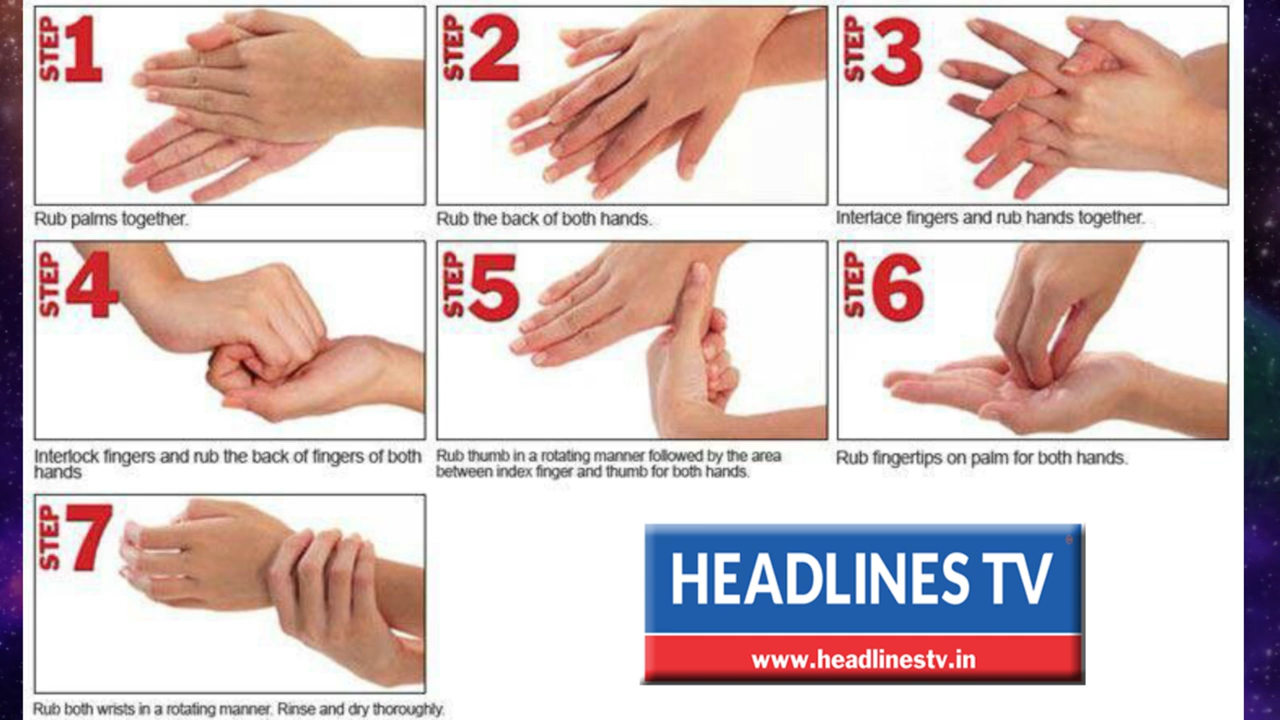 STEP 1
STEP 2
STEP 3
Rub palms together.
Rub the back of both hands.
Interlace fingers and rub hands together.
STEP 4
STEP 5
STEP 6
Interlock fingers and rub the back of fingers of both
hands
Rub thumb in a rotating manner followed by the area
between index finger and thumb for both hands.
Rub fingertips on palm for both hands.
STEP 7
Rub both wrists in a rotating manner. Rinse and dry thoroughly.
HEADLINES TV ®
www.headlinestv.in